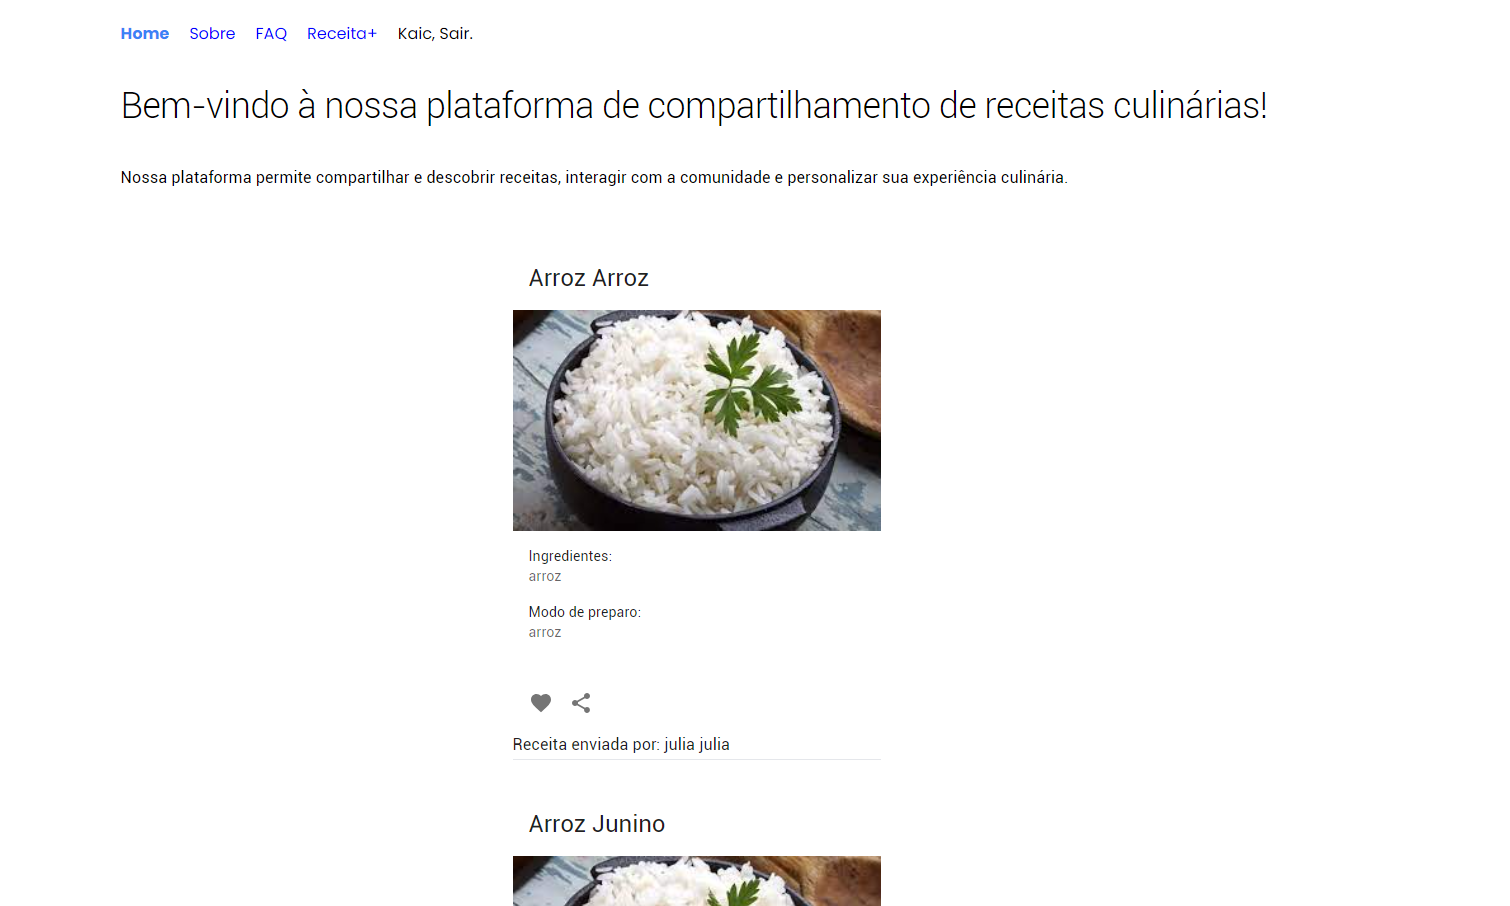 Home Sobre FAQ Receita+ Kaic, Sair.
Bem-vindo à nossa plataforma de compartilhamento de receitas culinárias!
Nossa plataforma permite compartilhar e descobrir receitas, interagir com a comunidade e personalizar sua experiência culinária.
Arroz Arroz
Ingredientes:
arroz
Modo de preparo:
arroz
Receita enviada por: julia julia
Arroz Junino